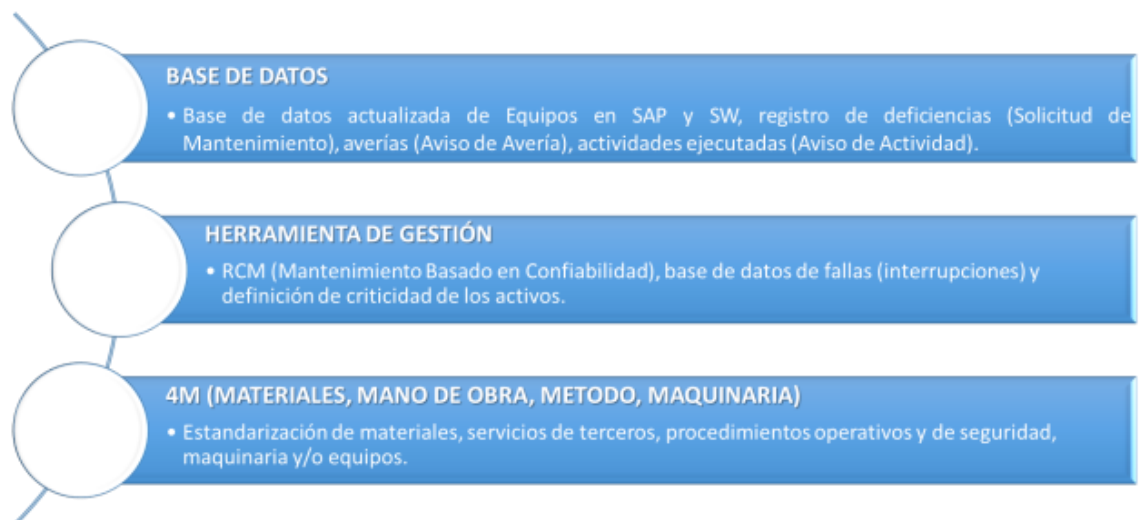 BASE DE DATOS
• Base de datos actualizada de Equipos en SAP y SW, registro de deficiencias (Solicitud de
Mantenimiento), averías (Aviso de Avería), actividades ejecutadas (Aviso de Actividad).
HERRAMIENTA DE GESTIÓN
• RCM (Mantenimiento Basado en Confiabilidad), base de datos de fallas (interrupciones) y
definición de criticidad de los activos.
4M (MATERIALES, MANO DE OBRA, METODO, MAQUINARIA)
• Estandarización de materiales, servicios de terceros, procedimientos operativos y de seguridad,
maquinaria y/o equipos.